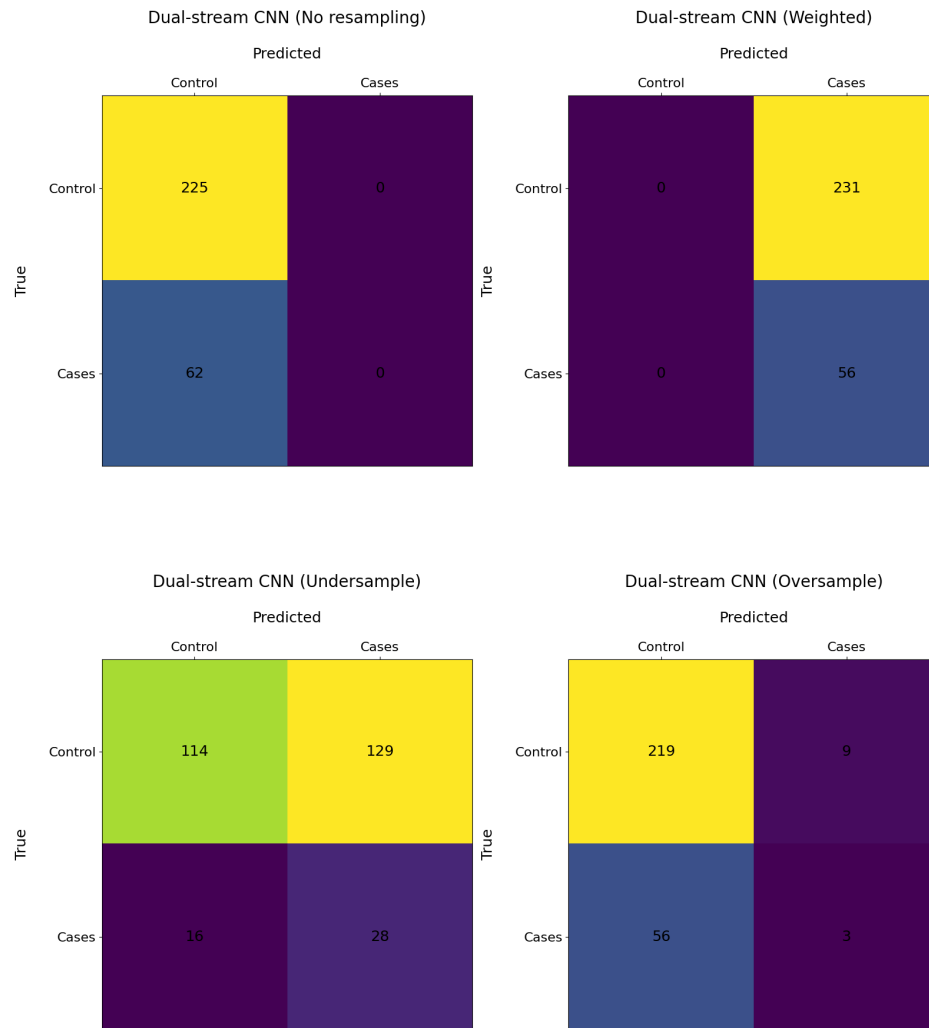 Dual-stream CNN (No resampling)
Predicted
Control Cases
Control 225 0
True
Cases 62 0
Dual-stream CNN (Weighted)
Predicted
Control Cases
Control 0 231
True
Cases 0 56
Dual-stream CNN (Undersample)
Predicted
Control Cases
Control 114 129
True
Cases 16 28
Dual-stream CNN (Oversample)
Predicted
Control Cases
Control 219 9
True
Cases 56 3